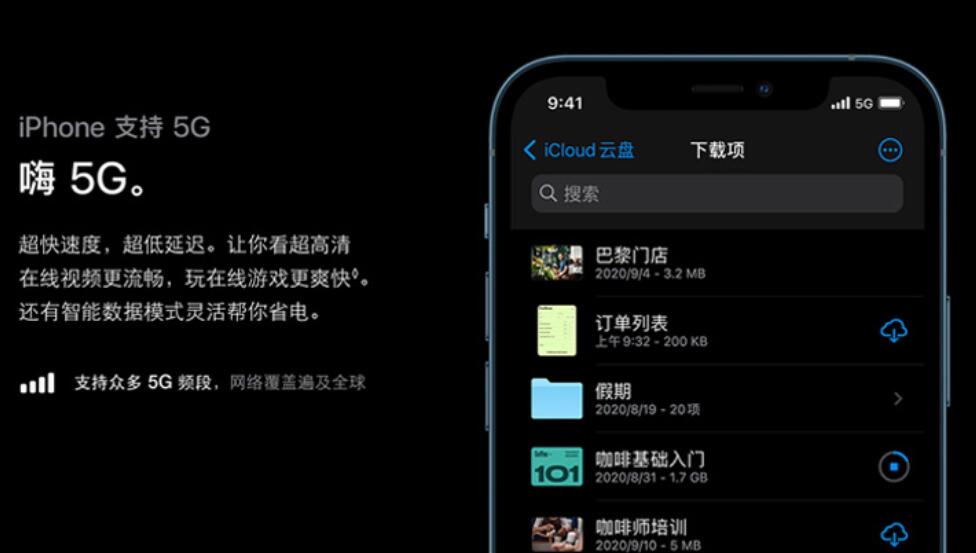 iPhone 支持 5G
嗨 5G。
超快速度，超低延迟。让你看超高清
在线视频更流畅，玩在线游戏更爽快◊。
还有智能数据模式灵活帮你省电。
支持众多 5G 频段，网络覆盖遍及全球
9:41
5G
iCloud 云盘
下载项
搜索
巴黎门店
2020/9/4 - 3.2 MB
订单列表
上午 9:32 - 200 KB
假期
2020/8/19 - 20 项
101
咖啡基础入门
2020/8/31 - 1.7 GB
咖啡师培训
2020/9/10 - 5 MB